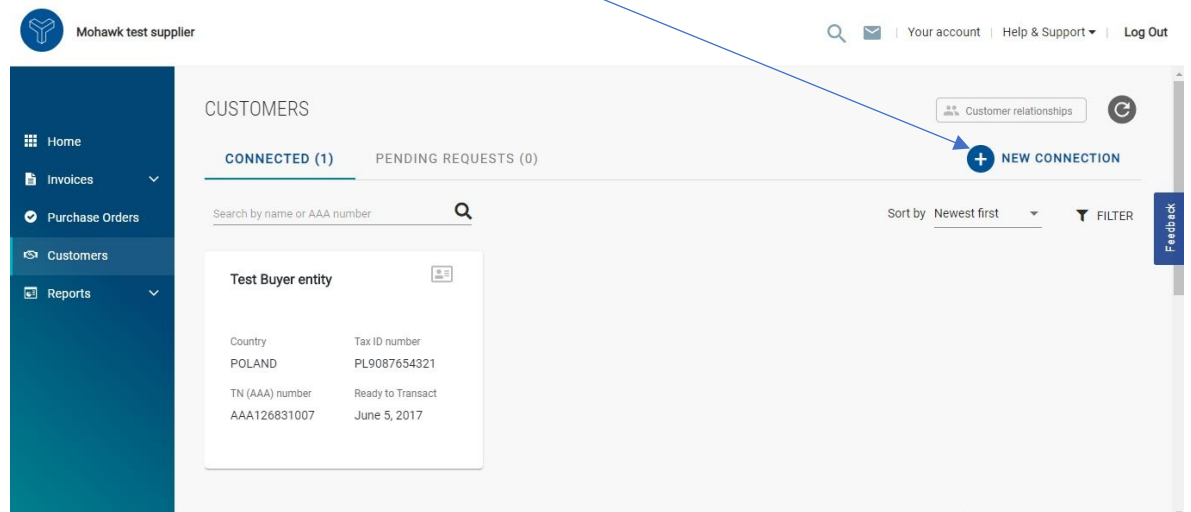 Mohawk test supplier
Your account | Help & Support | Log Out
Home
Invoices
Purchase Orders
Customers
Reports
CUSTOMERS
Customer relationships
CONNECTED (1) PENDING REQUESTS (0)
NEW CONNECTION
Search by name or AAA number
Sort by Newest first
FILTER
Test Buyer entity
Country Tax ID number
POLAND PL9087654321
TN (AAA) number Ready to Transact
AAA126831007 June 5, 2017
Feedback